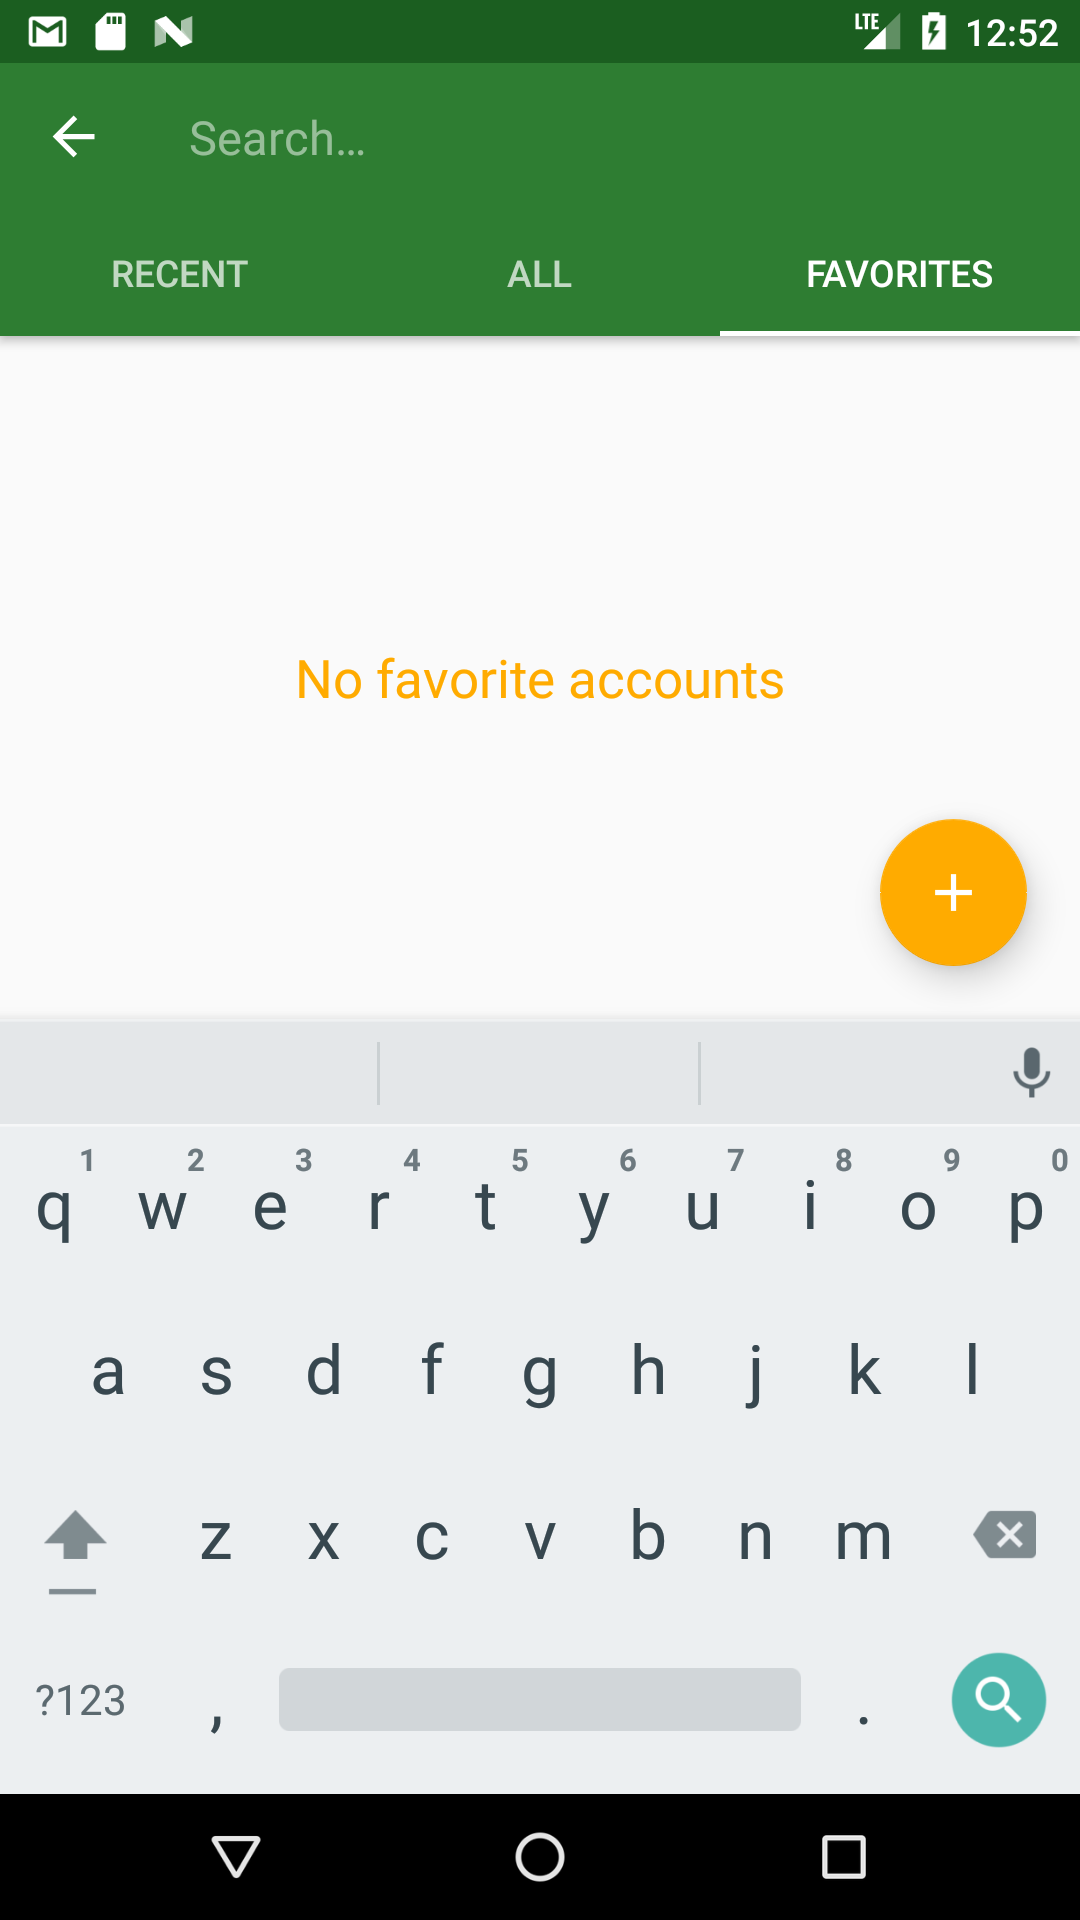 LTE 12:52
Search...
RECENT ALL FAVORITES
No favorite accounts
1 2 3 4 5 6 7 8 9 0
q w e r t y u i o p
a s d f g h j k l
z x c v b n m
?123 , .